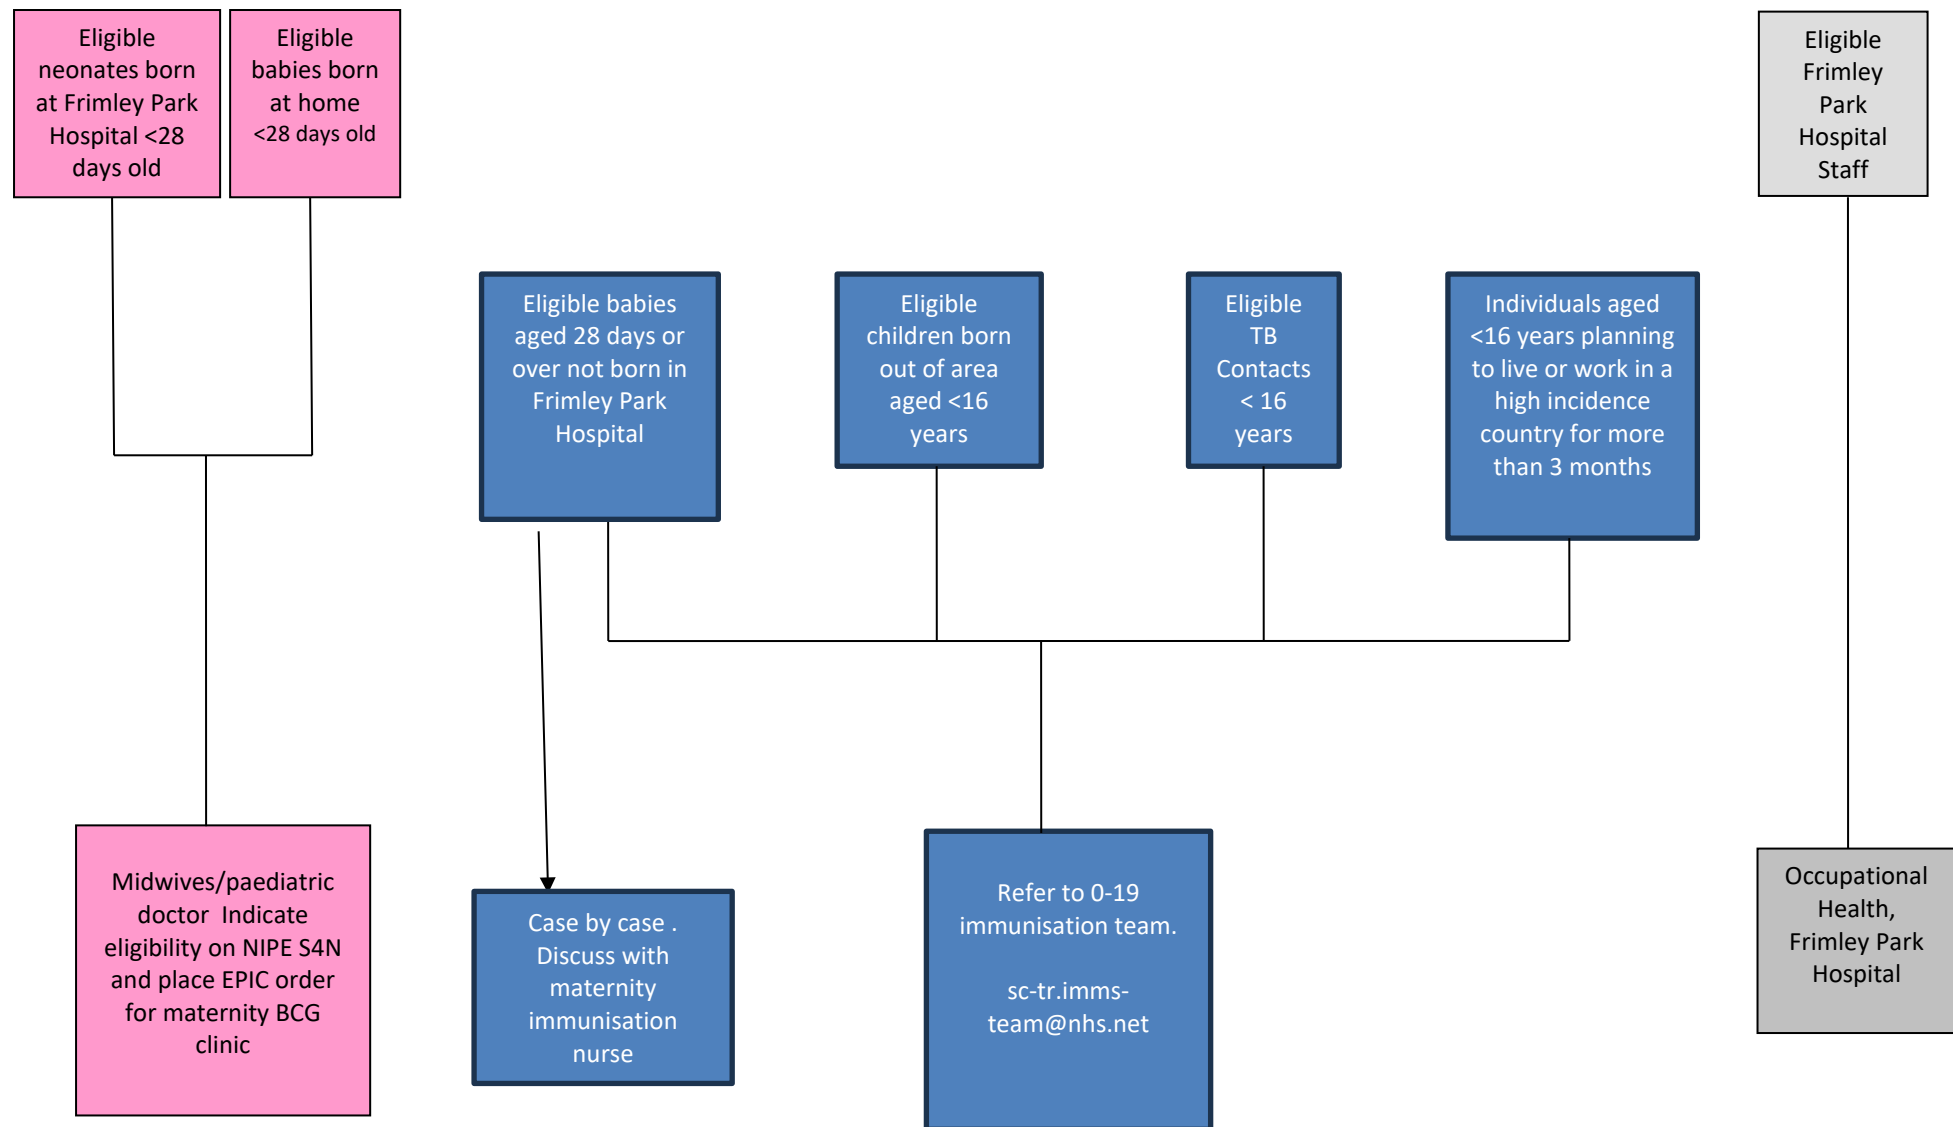 Eligible
neonates born
at Frimley Park
Hospital <28
days old
Eligible
babies born
at home
<28 days old
Eligible
Frimley
Park
Hospital
Staff
Eligible babies
aged 28 days or
over not born in
Frimley Park
Hospital
Eligible
children born
out of area
aged <16
years
Eligible
TB
Contacts
< 16
years
Individuals aged
<16 years planning
to live or work in a
high incidence
country for more
than 3 months
Midwives/paediatric
doctor  Indicate
eligibility on NIPE S4N
and place EPIC order
for maternity BCG
clinic
Case by case .
Discuss with
maternity
immunisation
nurse
Refer to 0-19
immunisation team.
sc-tr.imms-
team@nhs.net
Occupational
Health,
Frimley Park
Hospital